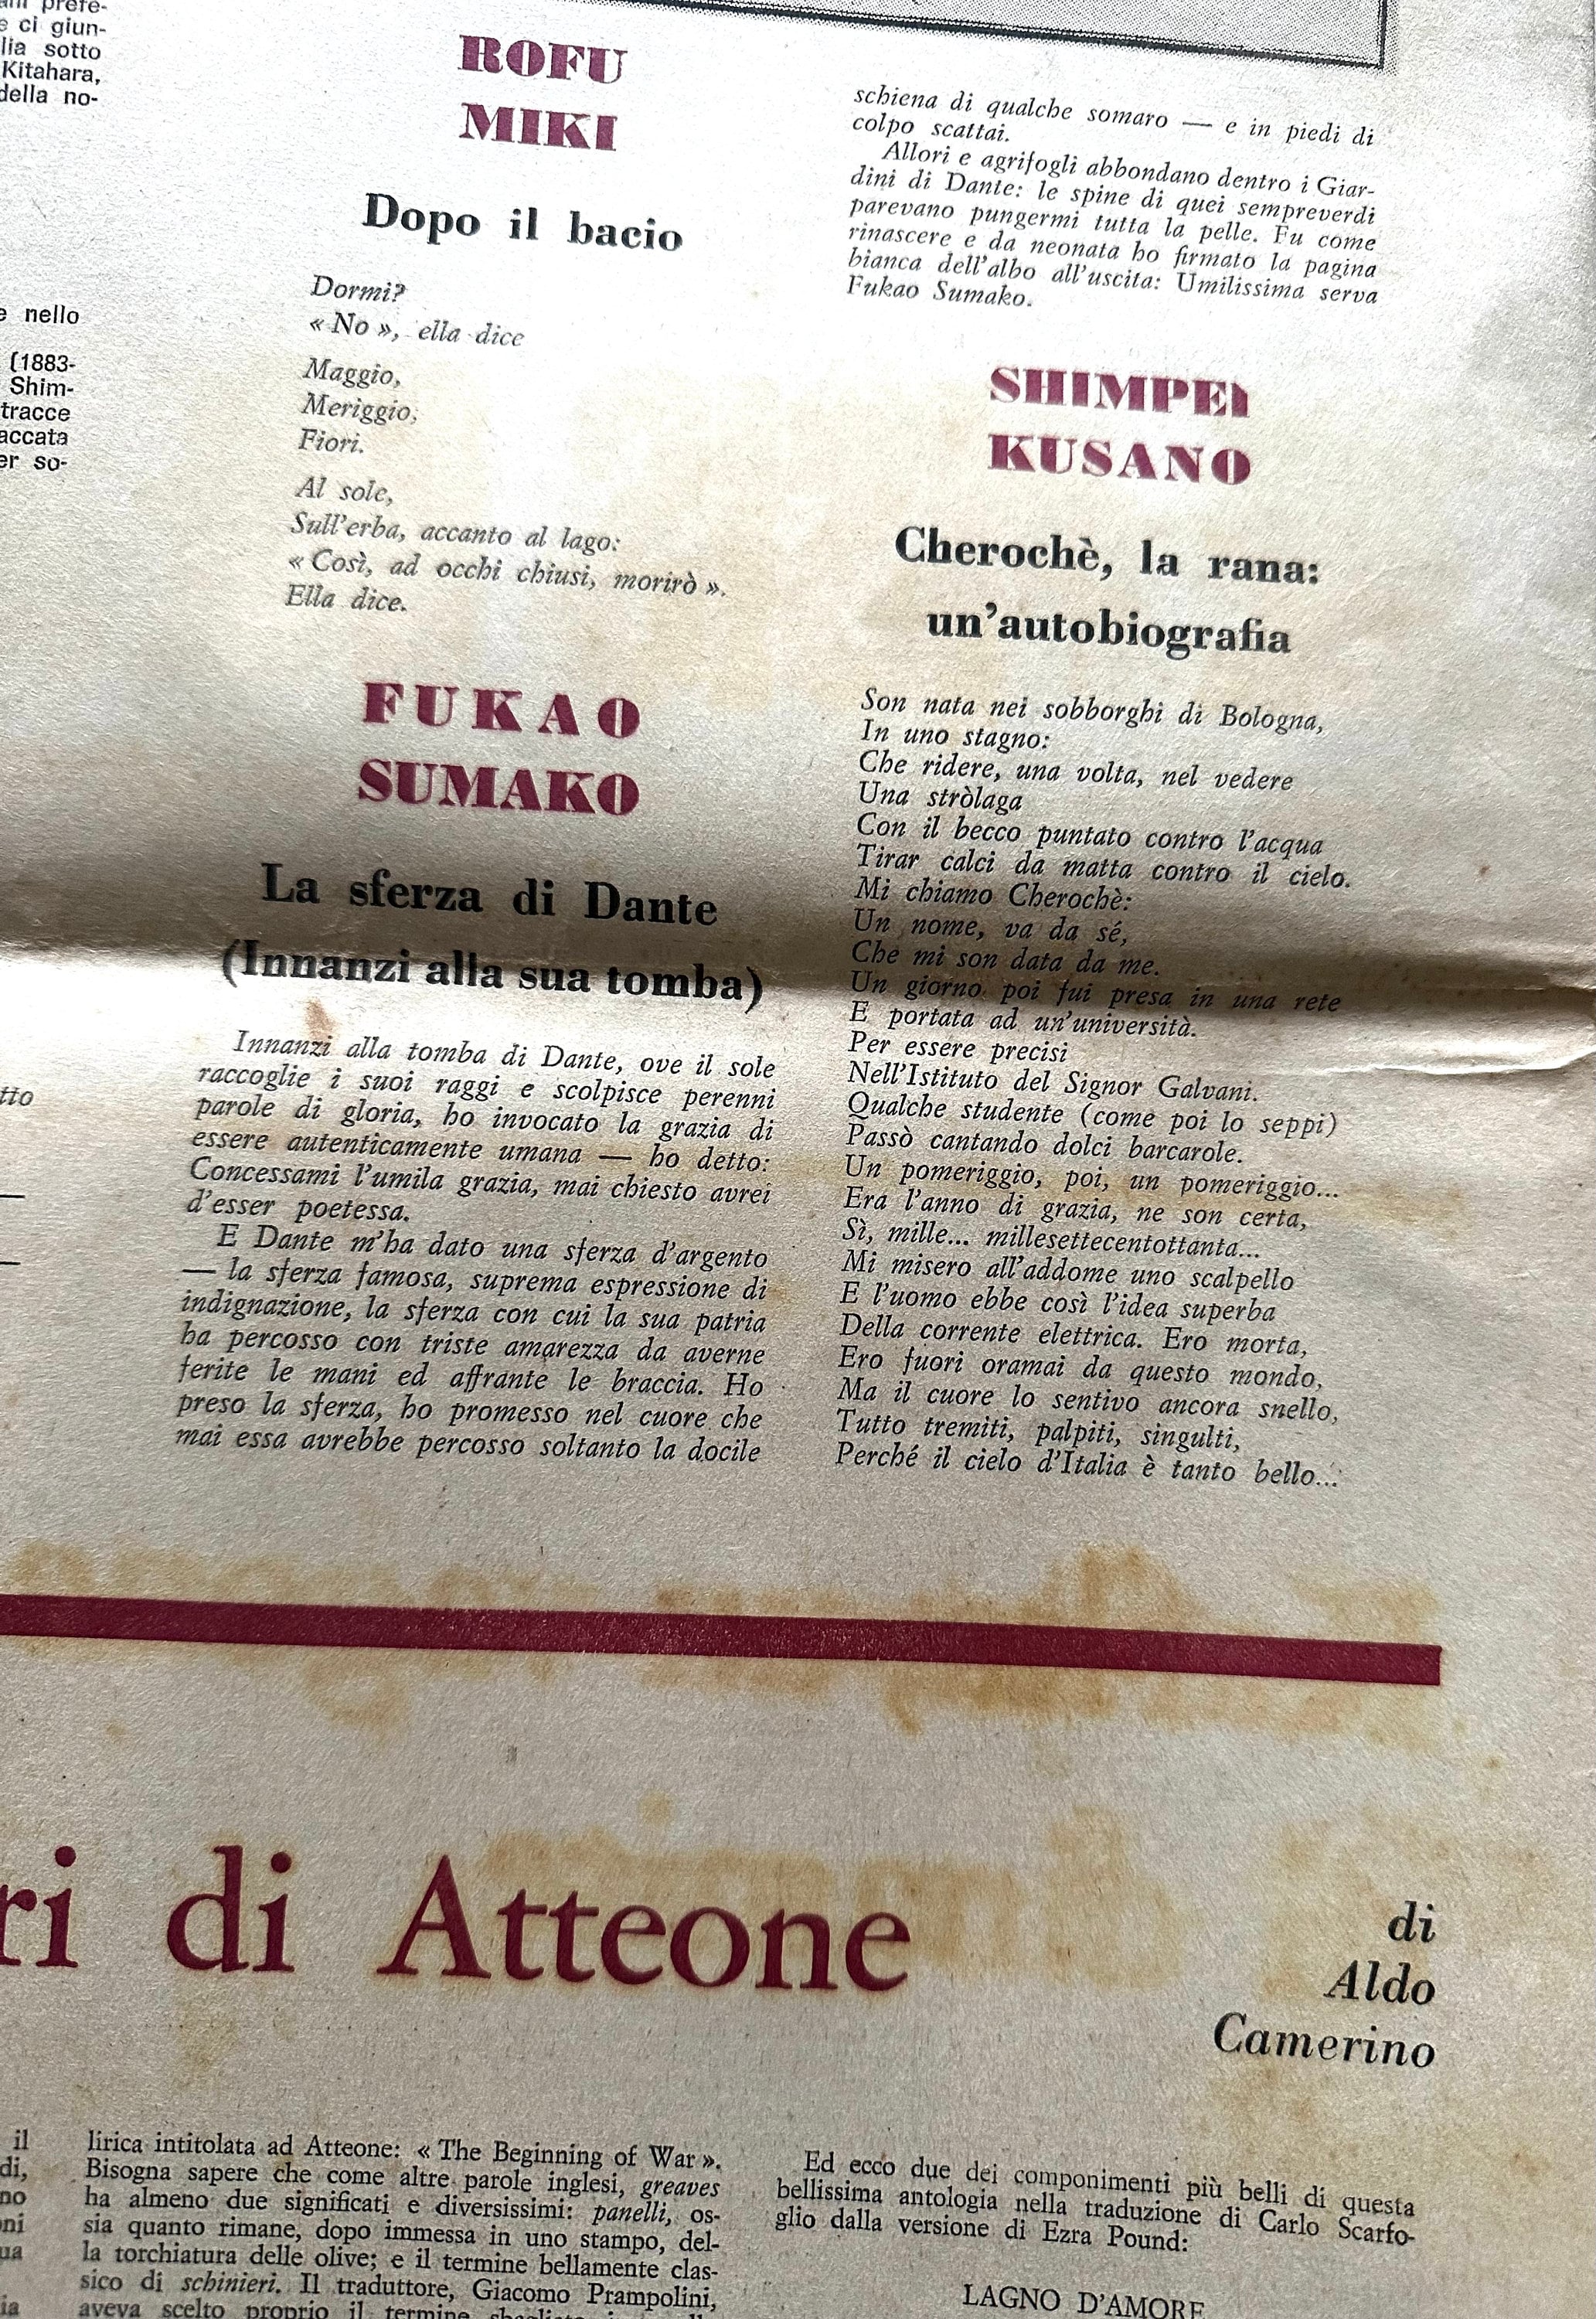 prefe-
e ci giun-
lia sotto
Kitahara,
della no-
e nello
(1883-
Shim-
tracce
accata
er so-
tto
ROFU
MIKI
Dopo il bacio
Dormi?
« No », ella dice
Maggio,
Meriggio,
Fiori.
Al sole,
Sull'erba, accanto al lago:
« Così, ad occhi chiusi, morirò ».
Ella dice.
FUKAO
SUMAKO
La sferza di Dante
(Innanzi alla sua tomba)
Innanzi alla tomba di Dante, ove il sole
raccoglie i suoi raggi e scolpisce perenni
parole di gloria, ho invocato la grazia di
essere autenticamente umana — ho detto:
Concessami l'umila grazia, mai chiesto avrei
d'esser poetessa.
E Dante m'ha dato una sferza d'argento
— la sferza famosa, suprema espressione di
indignazione, la sferza con cui la sua patria
ha percosso con triste amarezza da averne
ferite le mani ed affrante le braccia. Ho
preso la sferza, ho promesso nel cuore che
mai essa avrebbe percosso soltanto la docile
schiena di qualche somaro — e in piedi di
colpo scattai.
Allori e agrifogli abbondano dentro i Giar-
dini di Dante: le spine di quei sempreverdi
parevano pungermi tutta la pelle. Fu come
rinascere e da neonata ho firmato la pagina
bianca dell'albo all'uscita: Umilissima serva
Fukao Sumako.
SHIMPEI
KUSANO
Cherochè, la rana:
un'autobiografia
Son nata nei sobborghi di Bologna,
In uno stagno:
Che ridere, una volta, nel vedere
Una stròlaga
Con il becco puntato contro l'acqua
Tirar calci da matta contro il cielo.
Mi chiamo Cherochè:
Un nome, va da sé,
Che mi son data da me.
Un giorno poi fui presa in una rete
E portata ad un'università.
Per essere precisi
Nell'Istituto del Signor Galvani.
Qualche studente (come poi lo seppi)
Passò cantando dolci barcarole.
Un pomeriggio, poi, un pomeriggio...
Era l'anno di grazia, ne son certa,
Sì, mille... millesettecentottanta...
Mi misero all'addome uno scalpello
E l'uomo ebbe così l'idea superba
Della corrente elettrica. Ero morta,
Ero fuori oramai da questo mondo,
Ma il cuore lo sentivo ancora snello,
Tutto tremiti, palpiti, singulti,
Perché il cielo d'Italia è tanto bello...
ri di Atteone
di
Aldo
Camerino
il
di,
no
oni
ua
ia
lirica intitolata ad Atteone: « The Beginning of War ».
Bisogna sapere che come altre parole inglesi, greaves
ha almeno due significati e diversissimi: panelli, os-
sia quanto rimane, dopo immessa in uno stampo, del-
la torchiatura delle olive; e il termine bellamente clas-
sico di schinieri. Il traduttore, Giacomo Prampolini,
aveva scelto proprio il termine
Ed ecco due dei componimenti più belli di questa
bellissima antologia nella traduzione di Carlo Scarfo-
glio dalla versione di Ezra Pound:
LAGNO D'AMORE